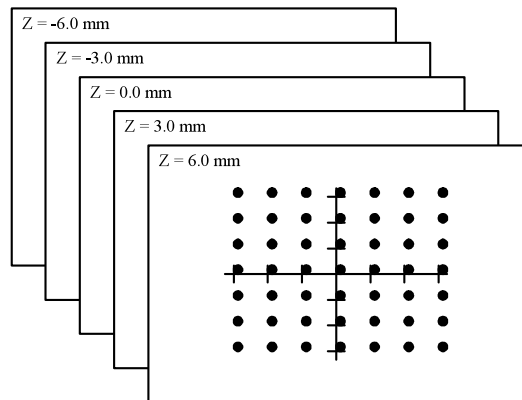 Z = -6.0 mm
Z = -3.0 mm
Z = 0.0 mm
Z = 3.0 mm
Z = 6.0 mm